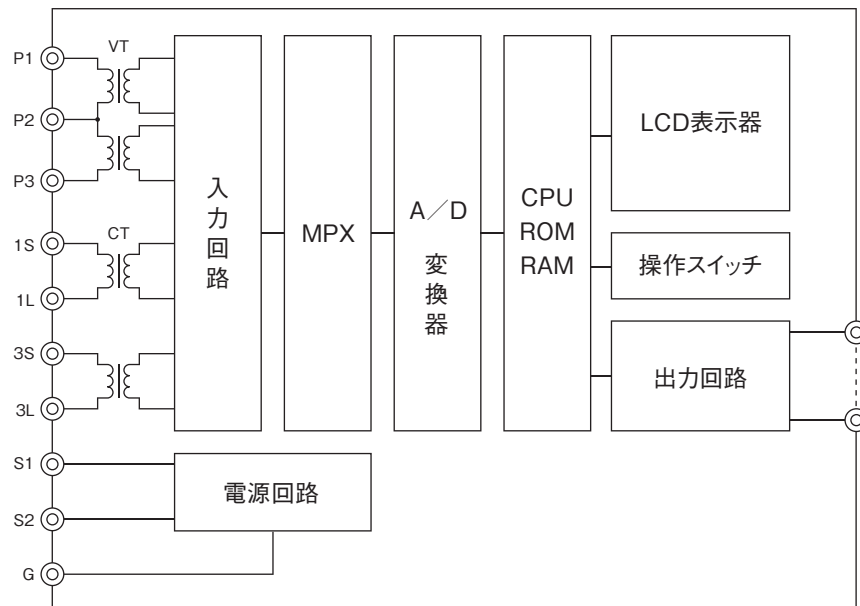 P1
VT
P2
P3
1S
CT
1L
3S
3L
S1
S2
G
入力回路
MPX
A／D
変換器
CPU
ROM
RAM
LCD表示器
操作スイッチ
出力回路
電源回路